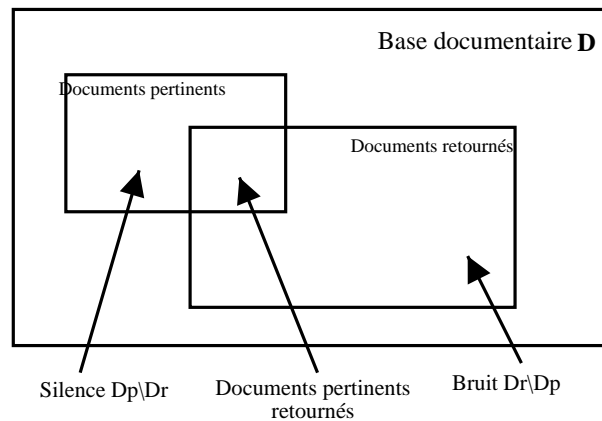 Base documentaire D
Documents pertinents
Documents retournés
Silence Dp\Dr
Documents pertinents
retournés
Bruit Dr\Dp